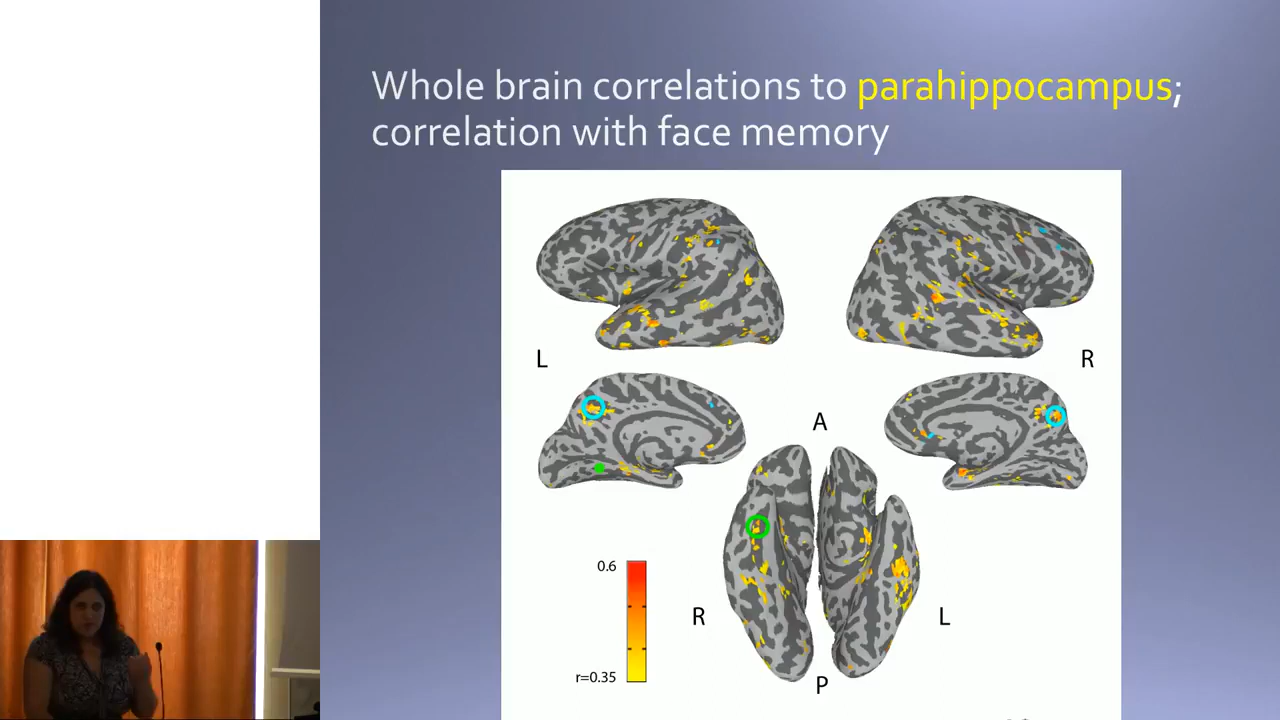 Whole brain correlations to parahippocampus;
correlation with face memory
L
R
A
0.6
R
L
r=0.35
P